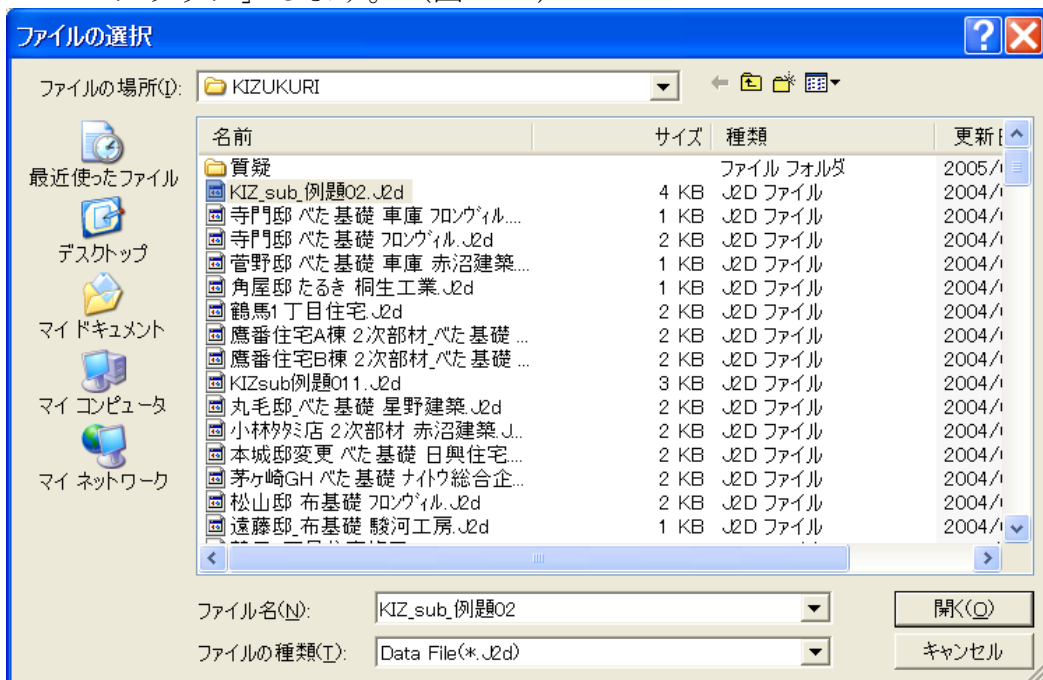 ファイルの選択
ファイルの場所(I): KIZUKURI
最近使ったファイル
デスクトップ
マイ ドキュメント
マイ コンピュータ
マイ ネットワーク
名前 サイズ 種類 更新
質疑 ファイル フォルダ 2005/
KIZ_sub_例題02.J2d 4 KB J2D ファイル 2004/
寺門邸 べた基礎 車庫 フロンヴィル.... 1 KB J2D ファイル 2004/
寺門邸 べた基礎 フロンヴィル.J2d 2 KB J2D ファイル 2004/
菅野邸 べた基礎 車庫 赤沼建築.... 1 KB J2D ファイル 2004/
角屋邸 たるき 桐生工業.J2d 1 KB J2D ファイル 2004/
鶴馬1丁目住宅.J2d 2 KB J2D ファイル 2004/
鷹番住宅A棟 2次部材_べた基礎 ... 2 KB J2D ファイル 2004/
鷹番住宅B棟 2次部材_べた基礎 ... 2 KB J2D ファイル 2004/
KIZsub例題011.J2d 3 KB J2D ファイル 2004/
丸毛邸_べた基礎 星野建築.J2d 2 KB J2D ファイル 2004/
小林タタミ店 2次部材 赤沼建築.J... 2 KB J2D ファイル 2004/
本城邸変更 べた基礎 日興住宅.... 2 KB J2D ファイル 2004/
茅ヶ崎GH べた基礎 ナイトウ総合企... 2 KB J2D ファイル 2004/
松山邸 布基礎 フロンヴィル.J2d 2 KB J2D ファイル 2004/
遠藤邸_布基礎 駿河工房.J2d 1 KB J2D ファイル 2004/
ファイル名(N): KIZ_sub_例題02 開く(O)
ファイルの種類(T): Data File(*.J2d) キャンセル